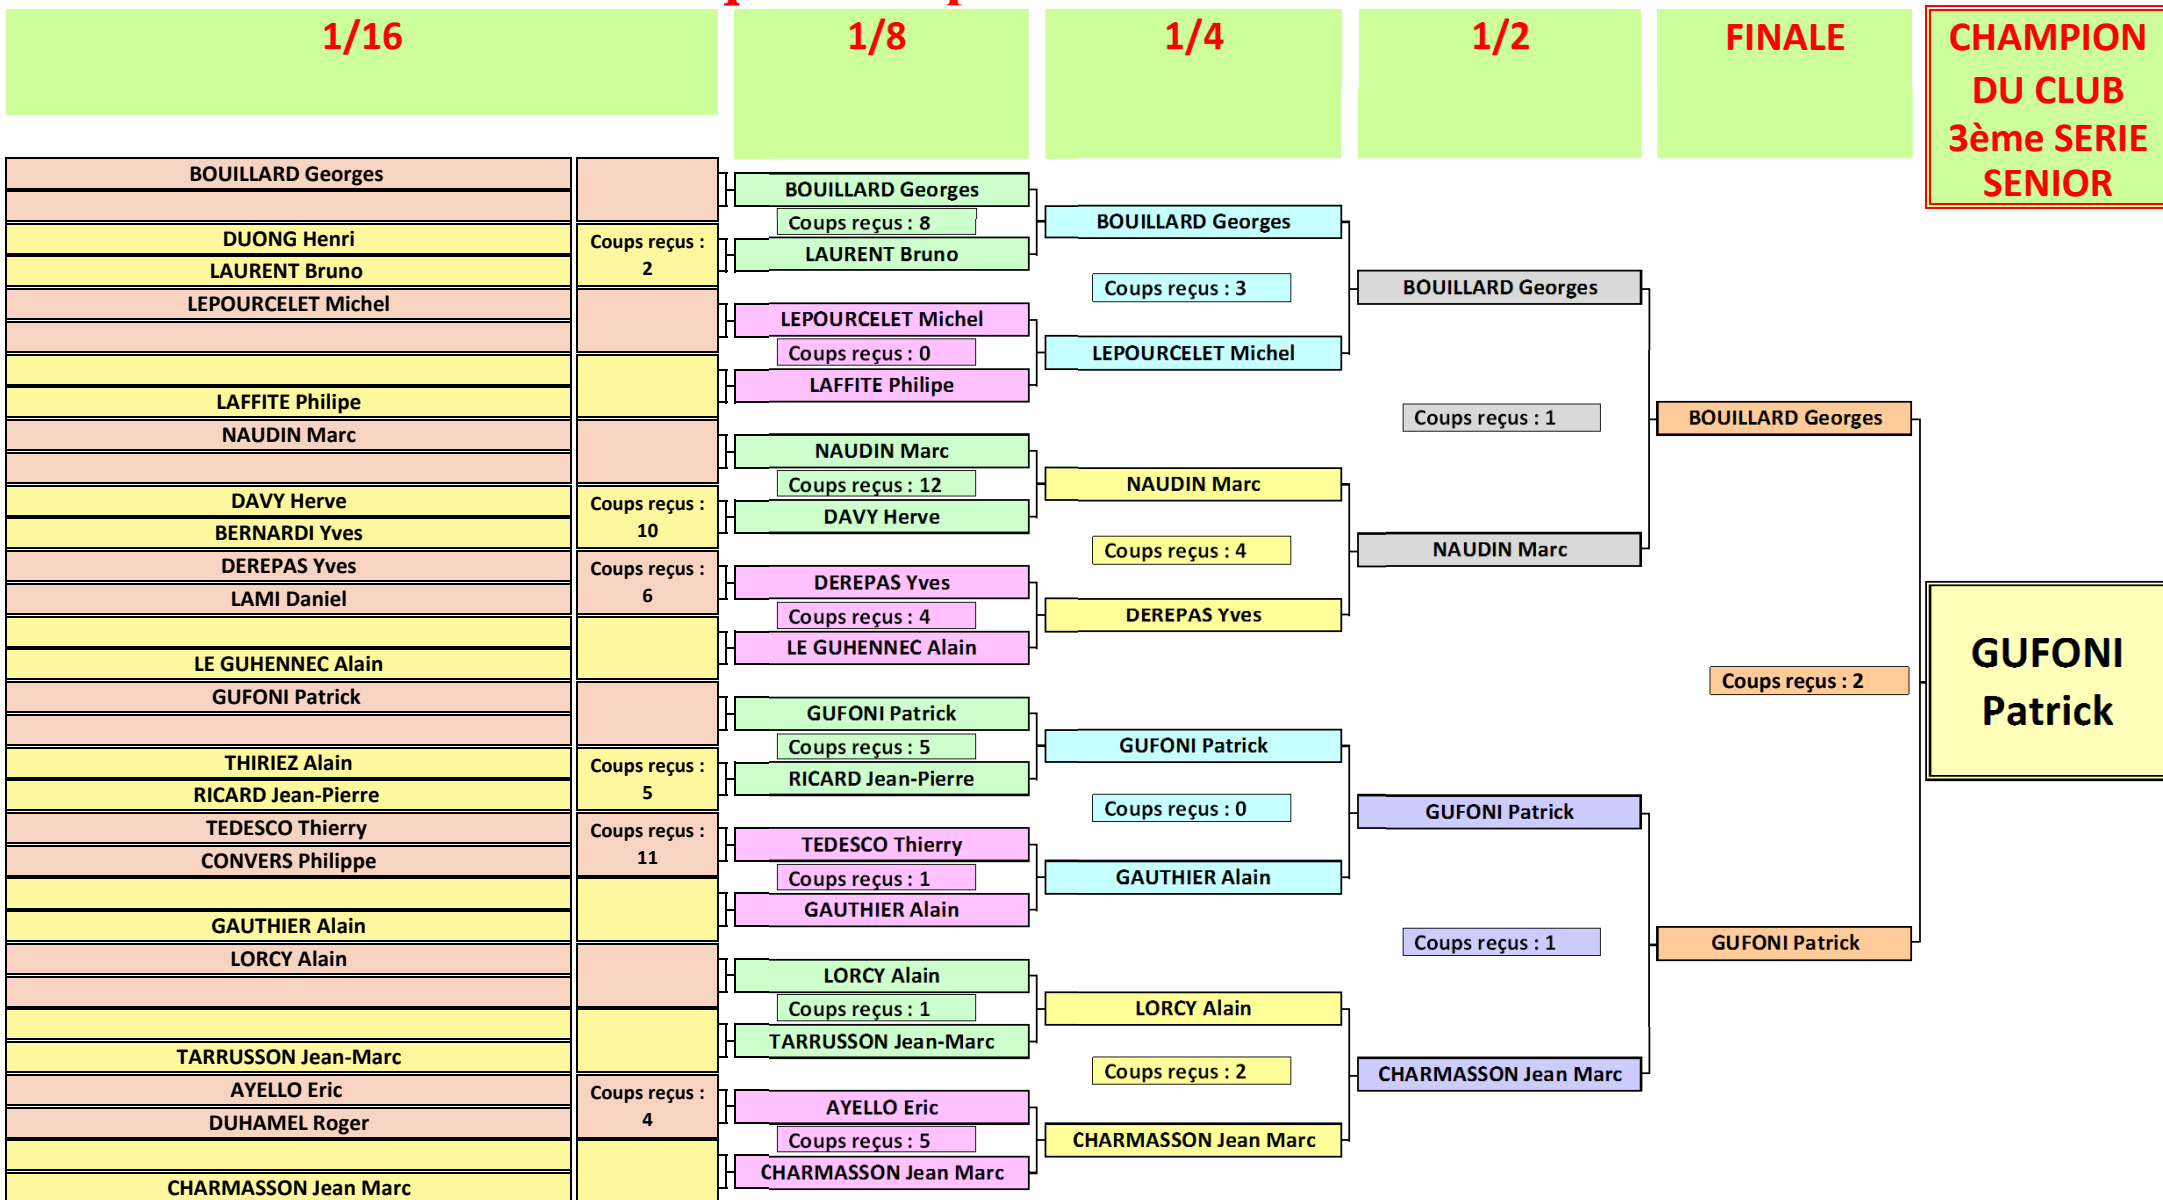 1/16
1/8
1/4
1/2
FINALE
CHAMPION
DU CLUB
3ème SERIE
SENIOR
BOUILLARD Georges
DUONG Henri
LAURENT Bruno
Coups reçus :
2
LEPOURCELET Michel
LAFFITE Philipe
NAUDIN Marc
DAVY Herve
BERNARDI Yves
Coups reçus :
10
DEREPAS Yves
LAMI Daniel
Coups reçus :
6
LE GUHENNEC Alain
GUFONI Patrick
THIRIEZ Alain
RICARD Jean-Pierre
Coups reçus :
5
TEDESCO Thierry
CONVERS Philippe
Coups reçus :
11
GAUTHIER Alain
LORCY Alain
TARRUSSON Jean-Marc
AYELLO Eric
DUHAMEL Roger
Coups reçus :
4
CHARMASSON Jean Marc
BOUILLARD Georges
Coups reçus : 8
LAURENT Bruno
LEPOURCELET Michel
Coups reçus : 0
LAFFITE Philipe
NAUDIN Marc
Coups reçus : 12
DAVY Herve
DEREPAS Yves
Coups reçus : 4
LE GUHENNEC Alain
GUFONI Patrick
Coups reçus : 5
RICARD Jean-Pierre
TEDESCO Thierry
Coups reçus : 1
GAUTHIER Alain
LORCY Alain
Coups reçus : 1
TARRUSSON Jean-Marc
AYELLO Eric
Coups reçus : 5
CHARMASSON Jean Marc
BOUILLARD Georges
Coups reçus : 3
LEPOURCELET Michel
NAUDIN Marc
Coups reçus : 4
DEREPAS Yves
GUFONI Patrick
Coups reçus : 0
GAUTHIER Alain
LORCY Alain
Coups reçus : 2
CHARMASSON Jean Marc
BOUILLARD Georges
Coups reçus : 1
NAUDIN Marc
GUFONI Patrick
Coups reçus : 1
CHARMASSON Jean Marc
BOUILLARD Georges
Coups reçus : 2
GUFONI Patrick
GUFONI
Patrick